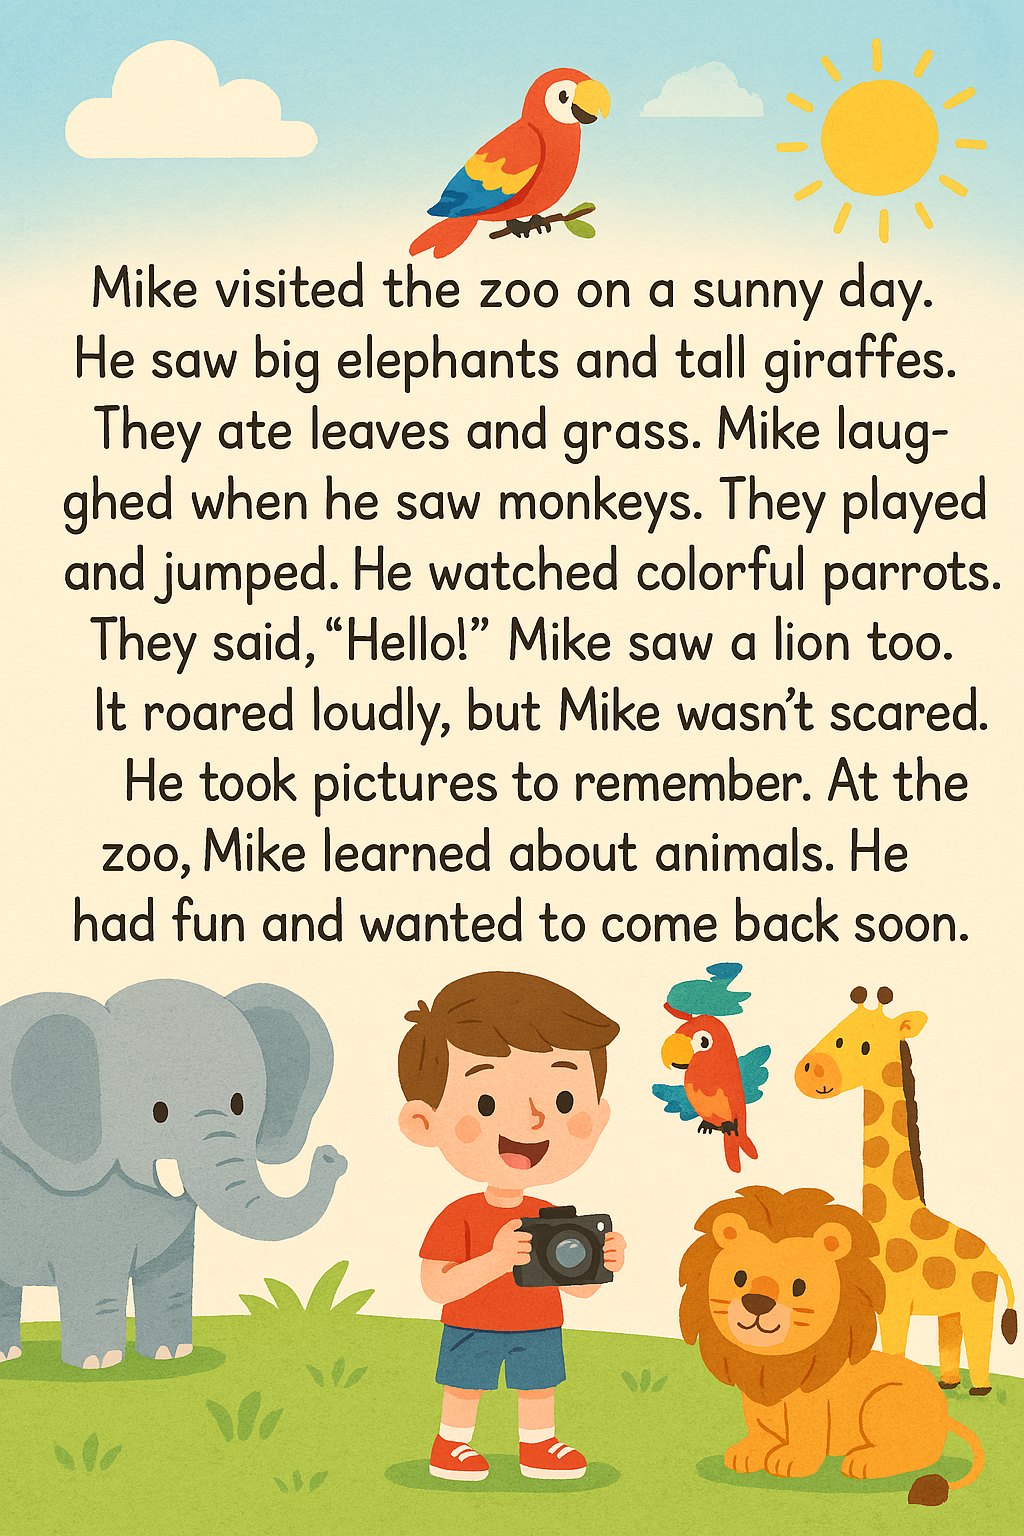 Mike visited the zoo on a sunny day.
He saw big elephants and tall giraffes.
They ate leaves and grass. Mike laug-
ghed when he saw monkeys. They played
and jumped. He watched colorful parrots.
They said, “Hello!” Mike saw a lion too.
It roared loudly, but Mike wasn’t scared.
He took pictures to remember. At the
zoo, Mike learned about animals. He
had fun and wanted to come back soon.